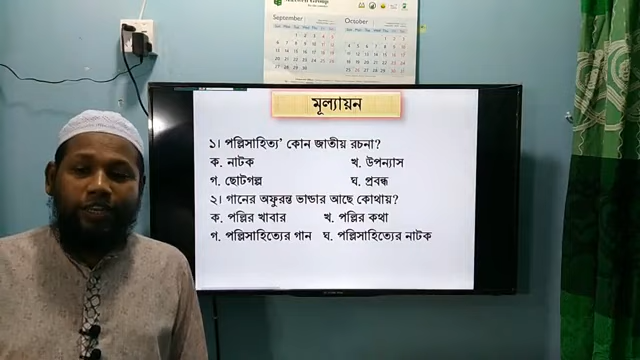 September
October
মূল্যায়ন
১। পল্লিসাহিত্য’ কোন জাতীয় রচনা?
ক. নাটক খ. উপন্যাস
গ. ছোটগল্প ঘ. প্রবন্ধ
২। গানের অফুরন্ত ভান্ডার আছে কোথায়?
ক. পল্লির খাবার খ. পল্লির কথা
গ. পল্লিসাহিত্যের গান ঘ. পল্লিসাহিত্যের নাটক